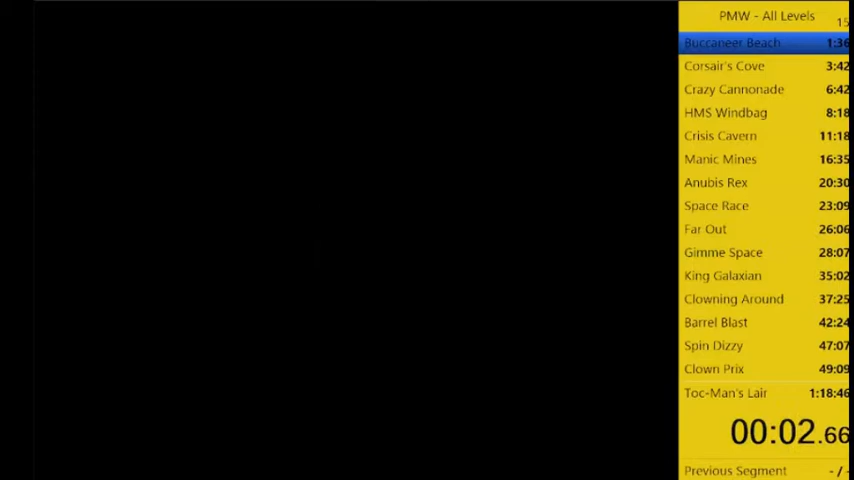 PMW - All Levels
15
Buccaneer Beach 1:36
Corsair's Cove 3:42
Crazy Cannonade 6:42
HMS Windbag 8:18
Crisis Cavern 11:18
Manic Mines 16:35
Anubis Rex 20:30
Space Race 23:09
Far Out 26:06
Gimme Space 28:07
King Galaxian 35:02
Clowning Around 37:25
Barrel Blast 42:24
Spin Dizzy 47:07
Clown Prix 49:09
Toc-Man's Lair 1:18:46
00:02.66
Previous Segment - / -